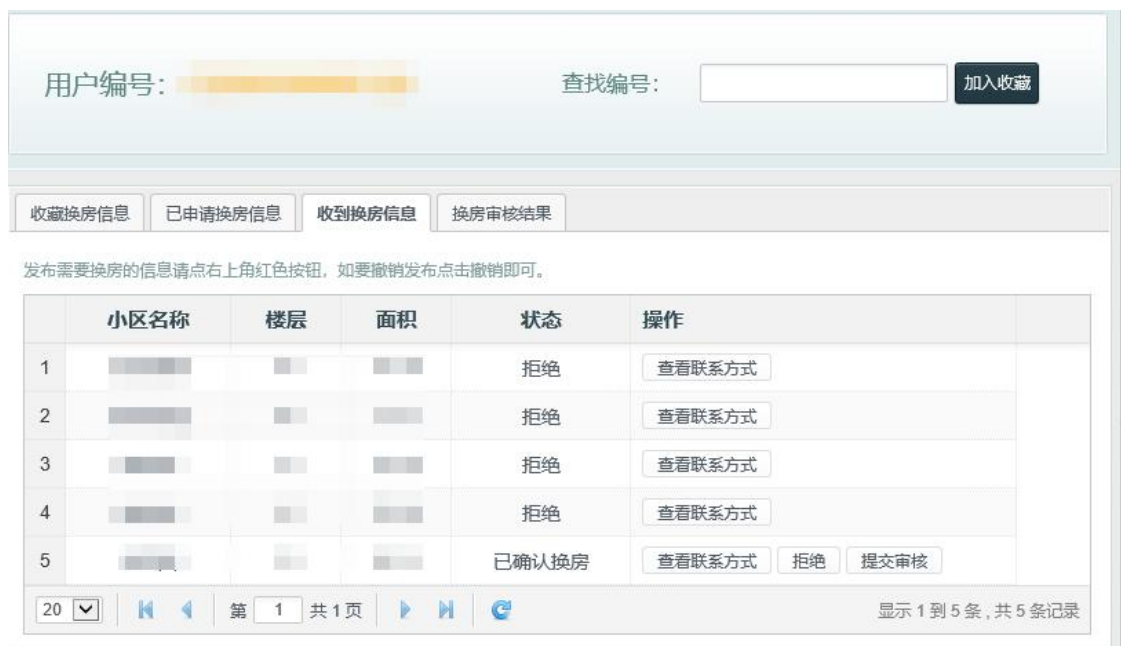 用户编号： 查找编号： 加入收藏
收藏换房信息 已申请换房信息 收到换房信息 换房审核结果
发布需要换房的信息请点右上角红色按钮，如要撤销发布点击撤销即可。
小区名称 楼层 面积 状态 操作
1 拒绝 查看联系方式
2 拒绝 查看联系方式
3 拒绝 查看联系方式
4 拒绝 查看联系方式
5 已确认换房 查看联系方式 拒绝 提交审核
20 第 1 共1页 显示1到5条,共5条记录